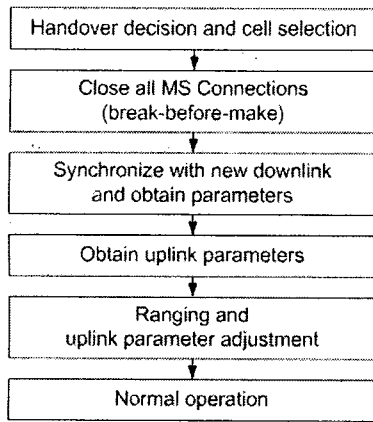 Handover decision and cell selection
Close all MS Connections
(break-before-make)
Synchronize with new downlink
and obtain parameters
Obtain uplink parameters
Ranging and
uplink parameter adjustment
Normal operation